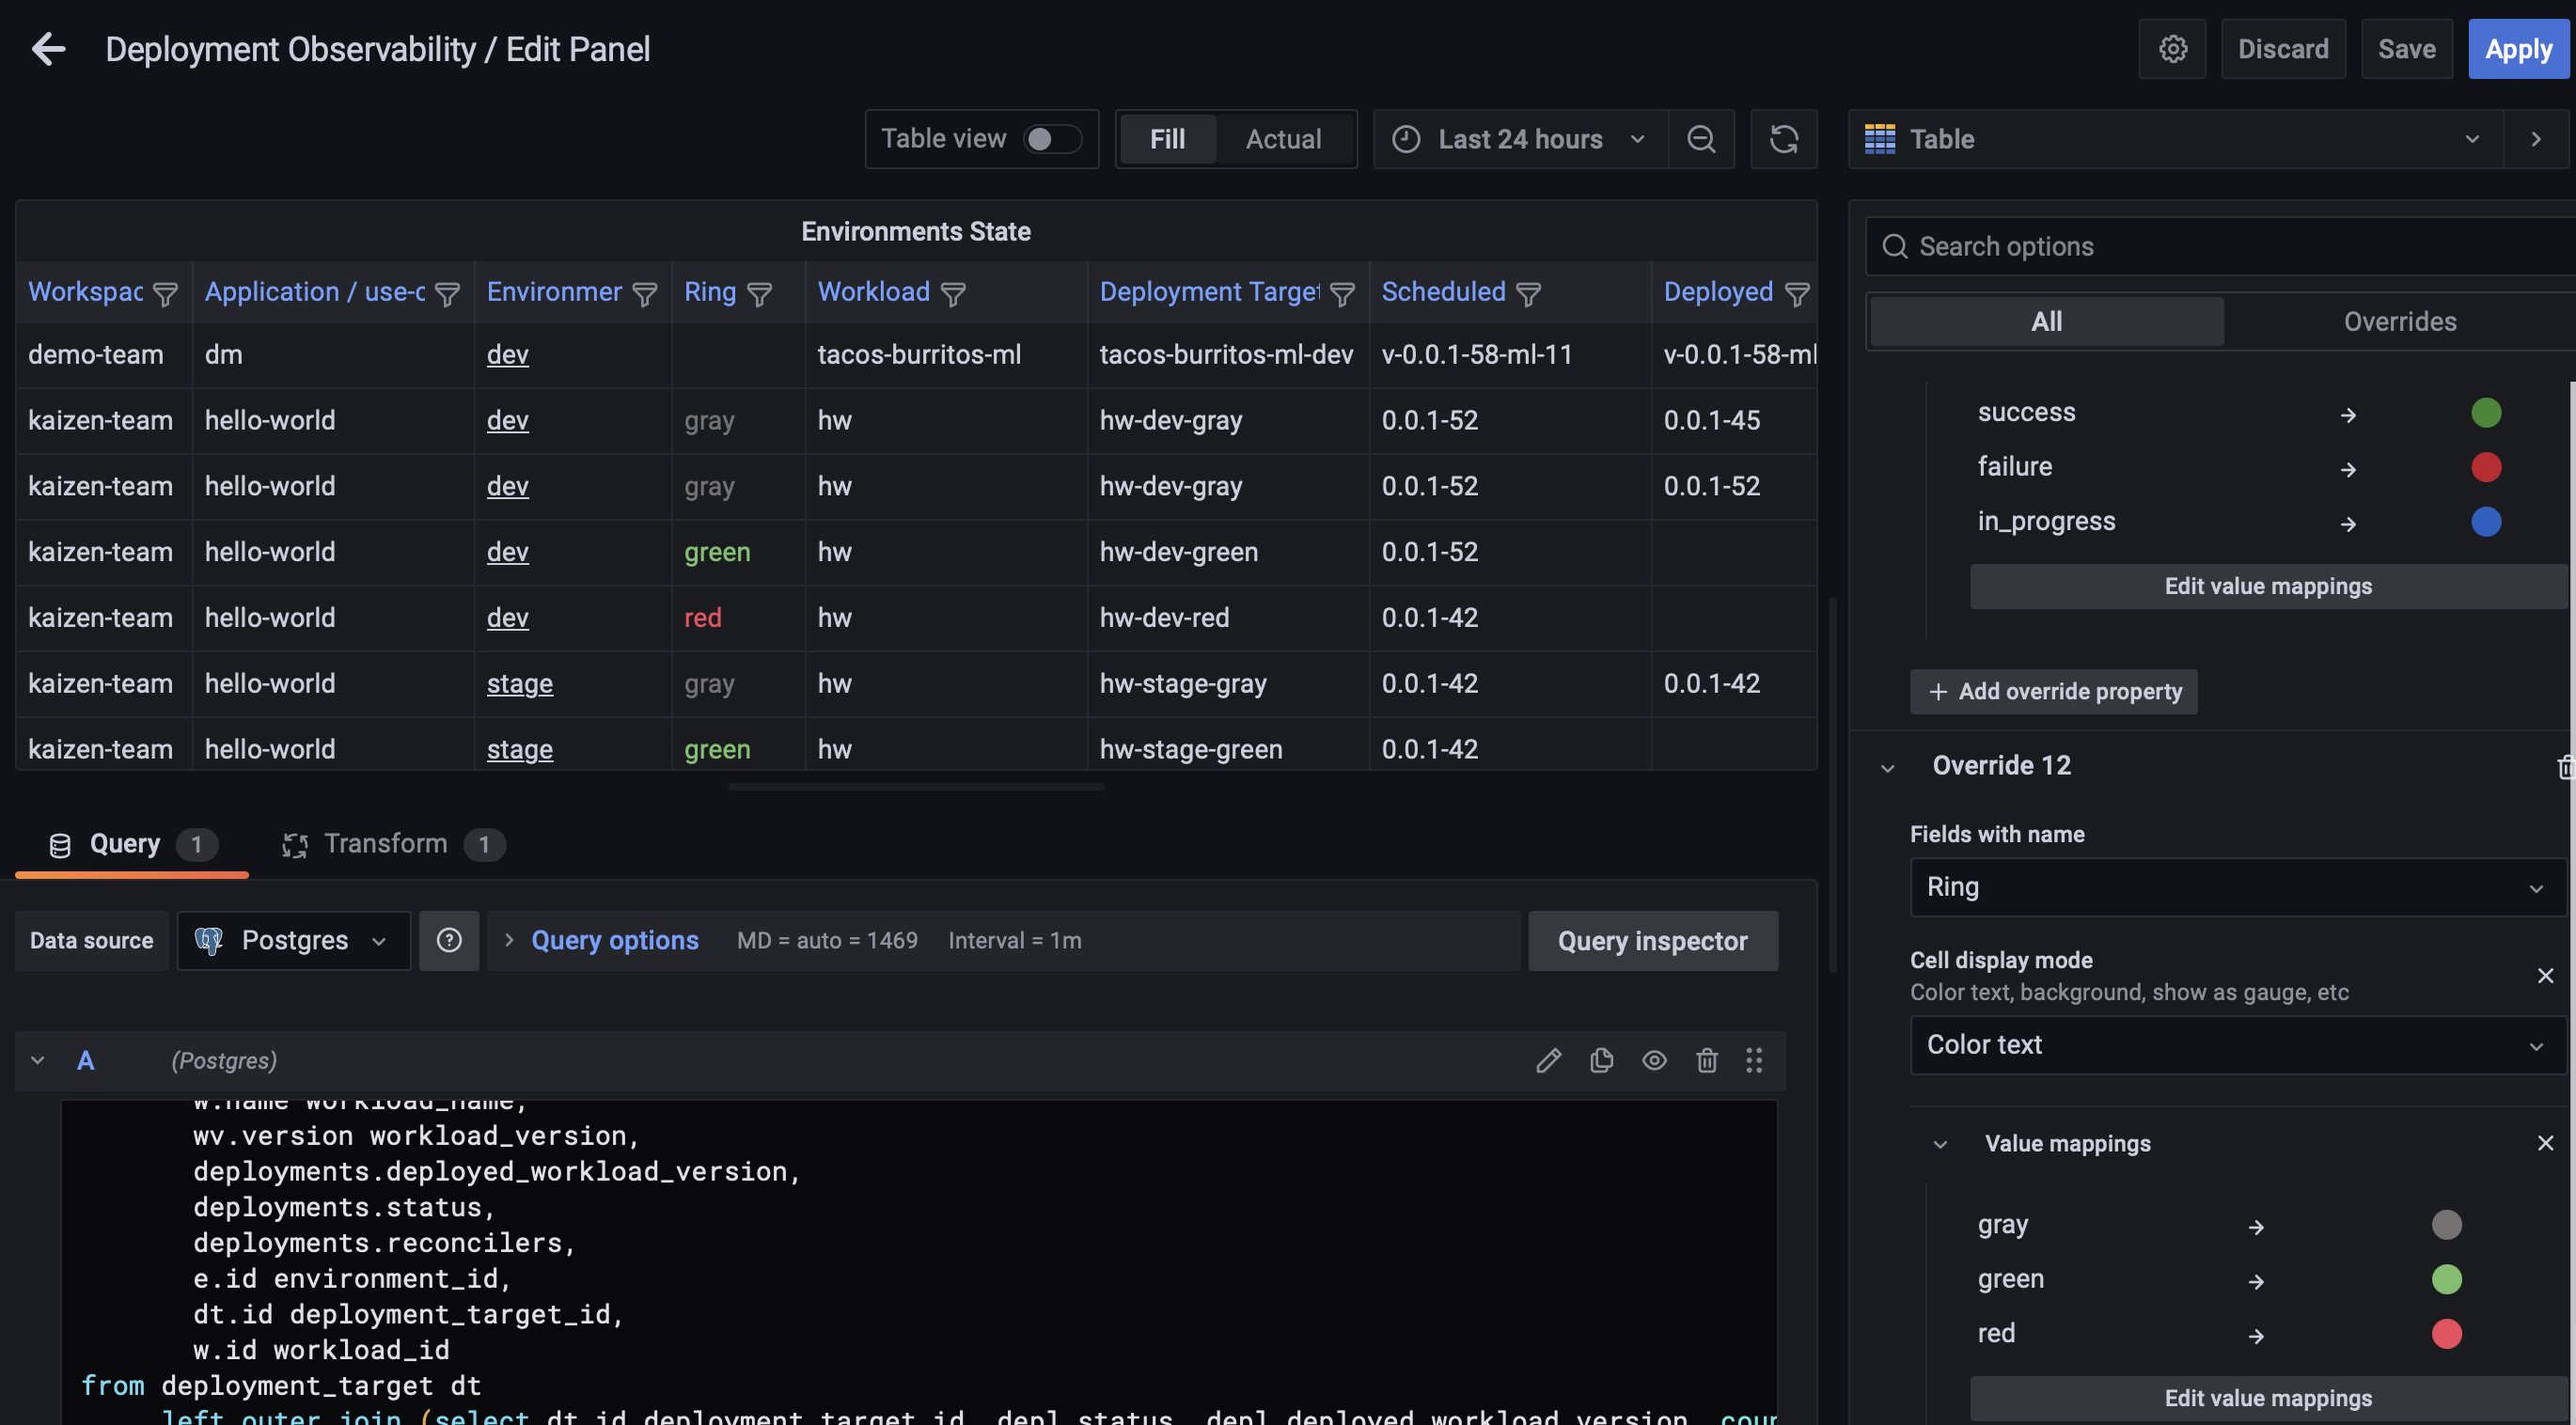 Deployment Observability / Edit Panel
Discard
Save
Apply
Table view
Fill
Actual
Last 24 hours
Table
Environments State
Workspac
Application / use-c
Environmer
Ring
Workload
Deployment Target
Scheduled
Deployed
demo-team dm dev tacos-burritos-ml tacos-burritos-ml-dev v-0.0.1-58-ml-11 v-0.0.1-58-ml
kaizen-team hello-world dev gray hw hw-dev-gray 0.0.1-52 0.0.1-45
kaizen-team hello-world dev gray hw hw-dev-gray 0.0.1-52 0.0.1-52
kaizen-team hello-world dev green hw hw-dev-green 0.0.1-52
kaizen-team hello-world dev red hw hw-dev-red 0.0.1-42
kaizen-team hello-world stage gray hw hw-stage-gray 0.0.1-42 0.0.1-42
kaizen-team hello-world stage green hw hw-stage-green 0.0.1-42
Query 1
Transform 1
Data source
Postgres
Query options
MD = auto = 1469
Interval = 1m
Query inspector
A
(Postgres)
w.name workload_name,
wv.version workload_version,
deployments.deployed_workload_version,
deployments.status,
deployments.reconcilers,
e.id environment_id,
dt.id deployment_target_id,
w.id workload_id
from deployment_target dt
left outer join (select dt.id deployment_target_id, depl.status, depl.deployed_workload_version, coun
Search options
All
Overrides
success
failure
in_progress
Edit value mappings
+ Add override property
Override 12
Fields with name
Ring
Cell display mode
Color text, background, show as gauge, etc
Color text
Value mappings
gray
green
red
Edit value mappings